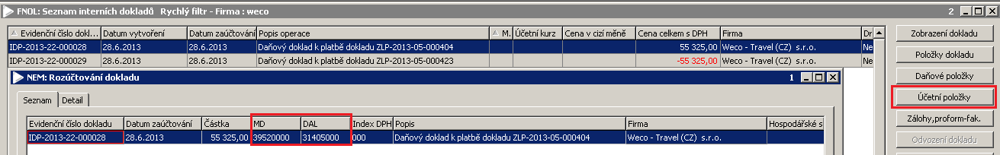 FNOL: Seznam interních dokladů   Rychlý filtr - Firma : weco 2
Evidenční číslo dokl... Datum vytvoření Datum zaúčtování Popis operace M. Účetní kurz Cena v cizí měně Cena celkem s DPH Firma Dr
IDP-2013-22-000028 28.6.2013 28.6.2013 Daňový doklad k platbě dokladu ZLP-2013-05-000404 55 325,00 Weco - Travel (CZ)  s.r.o. Ne
IDP-2013-22-000029 28.6.2013 28.6.2013 Daňový doklad k platbě dokladu ZLP-2013-05-000423 -55 325,00 Weco - Travel (CZ)  s.r.o. Ne
NEM: Rozúčtování dokladu 1
Seznam Detail
Evidenční číslo dokladu Datum zaúčtování Částka MD DAL Index DPH Popis Firma Hospodářské s
IDP-2013-22-000028 28.6.2013 55 325,00 39520000 31405000 000 Daňový doklad k platbě dokladu ZLP-2013-05-000404 Weco - Travel (CZ)  s.r.o.
Zobrazení dokladu
Položky dokladu
Daňové položky
Účetní položky
Zálohy,proform-fak.
Odvození dokladu